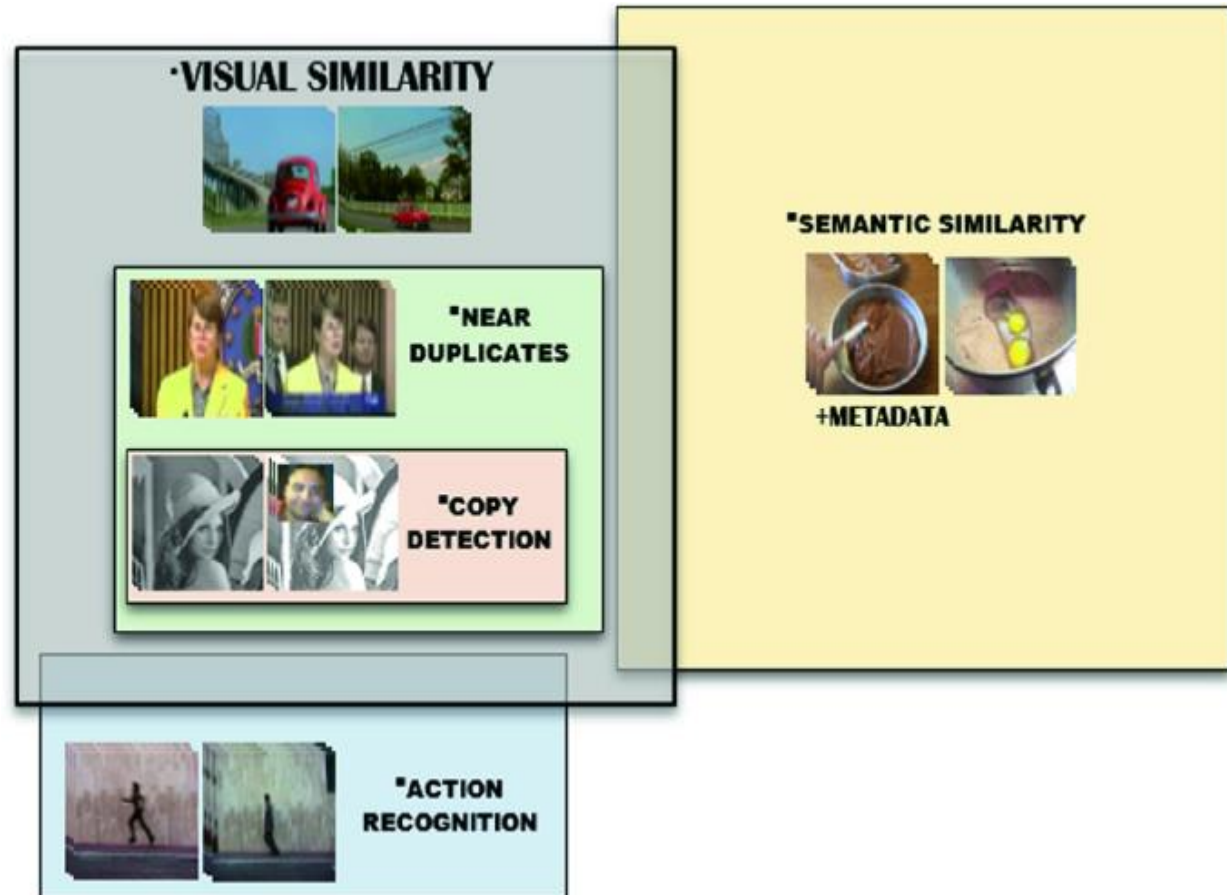 ·VISUAL SIMILARITY
▪SEMANTIC SIMILARITY
+METADATA
▪NEAR
DUPLICATES
▪COPY
DETECTION
▪ACTION
RECOGNITION